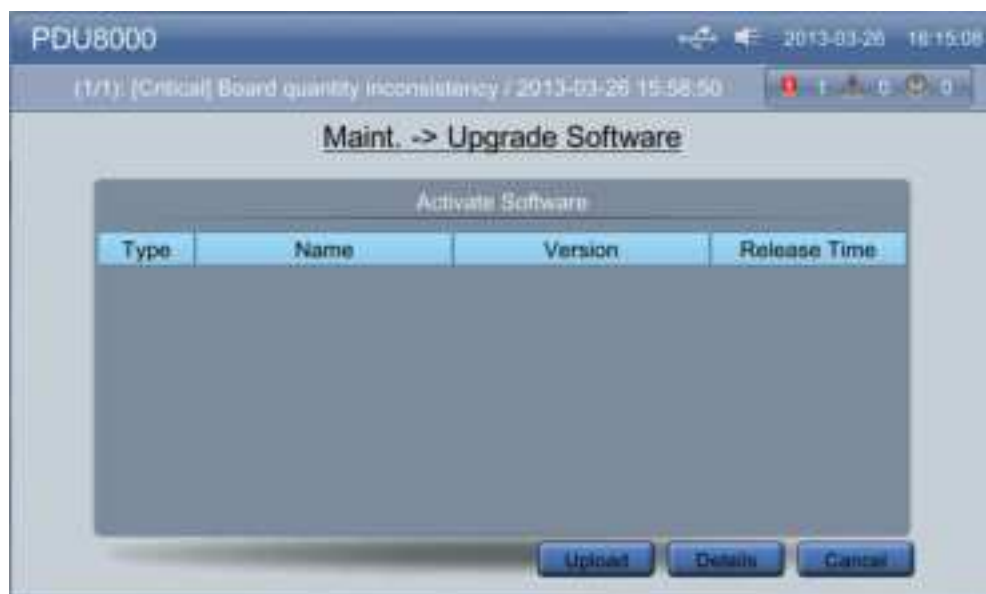 PDU8000 2013-03-26 16:15:08
(1/1): [Critical] Board quantity inconsistency / 2013-03-26 15:58:50 1 0 0
Maint. -> Upgrade Software
Activate Software
Type Name Version Release Time
Upload Details Cancel